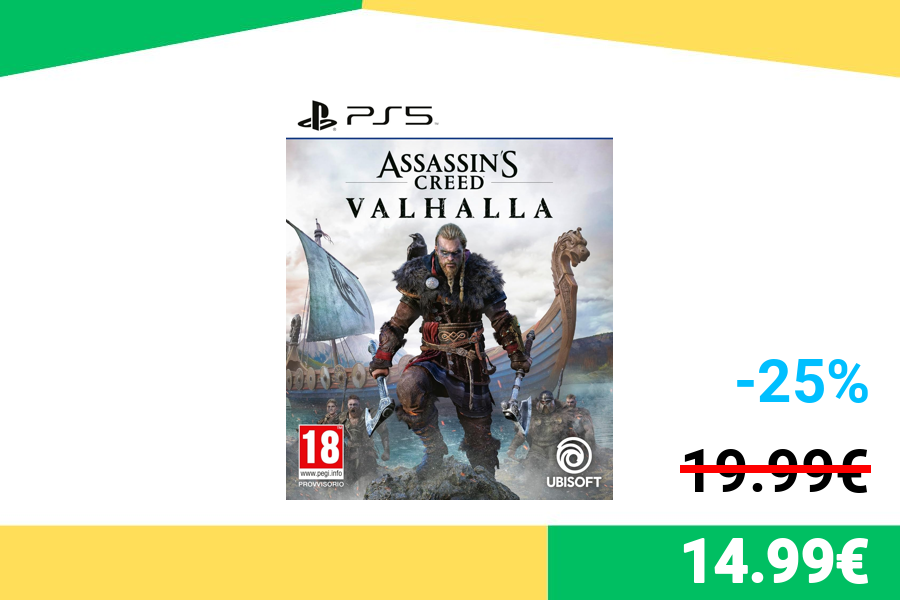 PS5
ASSASSIN'S
CREED
VALHALLA
18
www.pegi.info
PROVVISORIO
UBISOFT
-25%
19.99€
14.99€